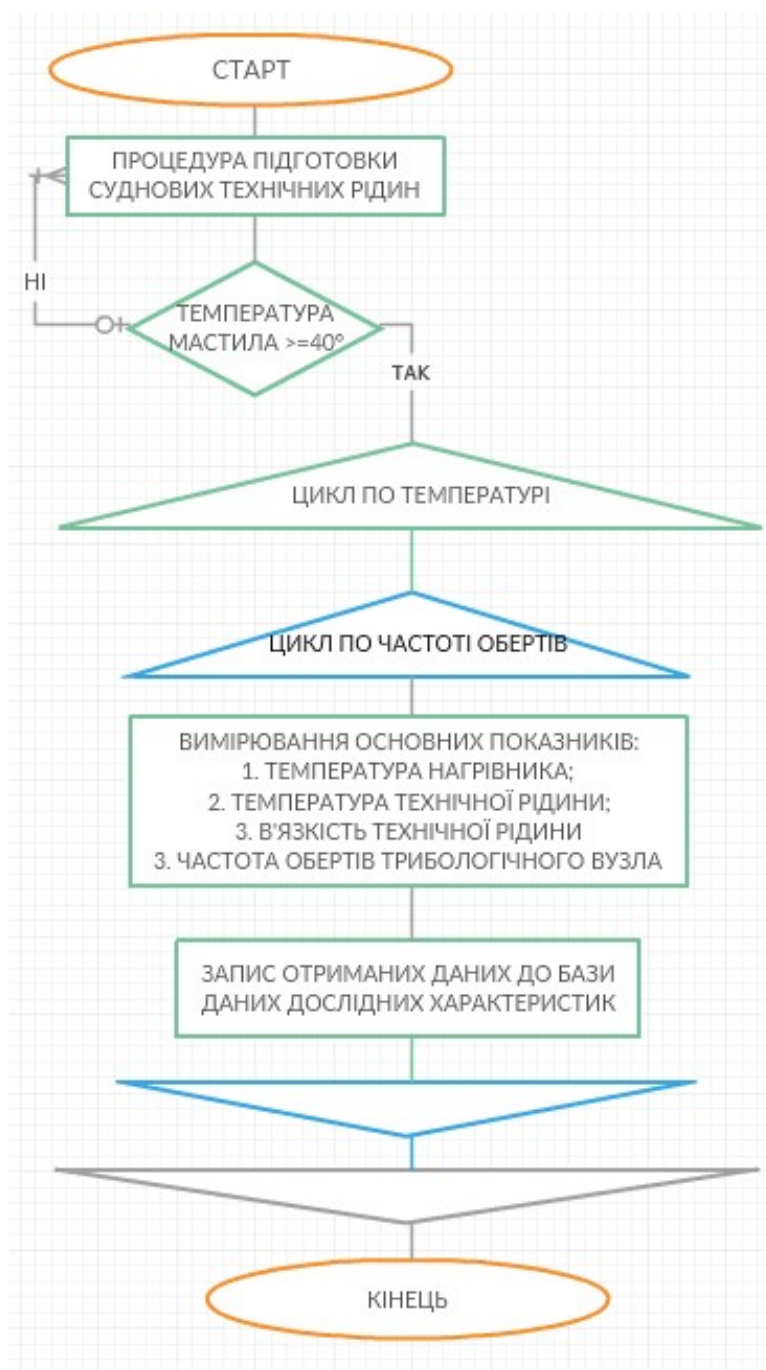 СТАРТ
ПРОЦЕДУРА ПІДГОТОВКИ
СУДНОВИХ ТЕХНІЧНИХ РІДИН
НІ
ТЕМПЕРАТУРА
МАСТИЛА >=40°
ТАК
ЦИКЛ ПО ТЕМПЕРАТУРІ
ЦИКЛ ПО ЧАСТОТІ ОБЕРТІВ
ВИМІРЮВАННЯ ОСНОВНИХ ПОКАЗНИКІВ:
1. ТЕМПЕРАТУРА НАГРІВНИКА;
2. ТЕМПЕРАТУРА ТЕХНІЧНОЇ РІДИНИ;
3. В'ЯЗКІСТЬ ТЕХНІЧНОЇ РІДИНИ
3. ЧАСТОТА ОБЕРТІВ ТРИБОЛОГІЧНОГО ВУЗЛА
ЗАПИС ОТРИМАНИХ ДАНИХ ДО БАЗИ
ДАНИХ ДОСЛІДНИХ ХАРАКТЕРИСТИК
КІНЕЦЬ